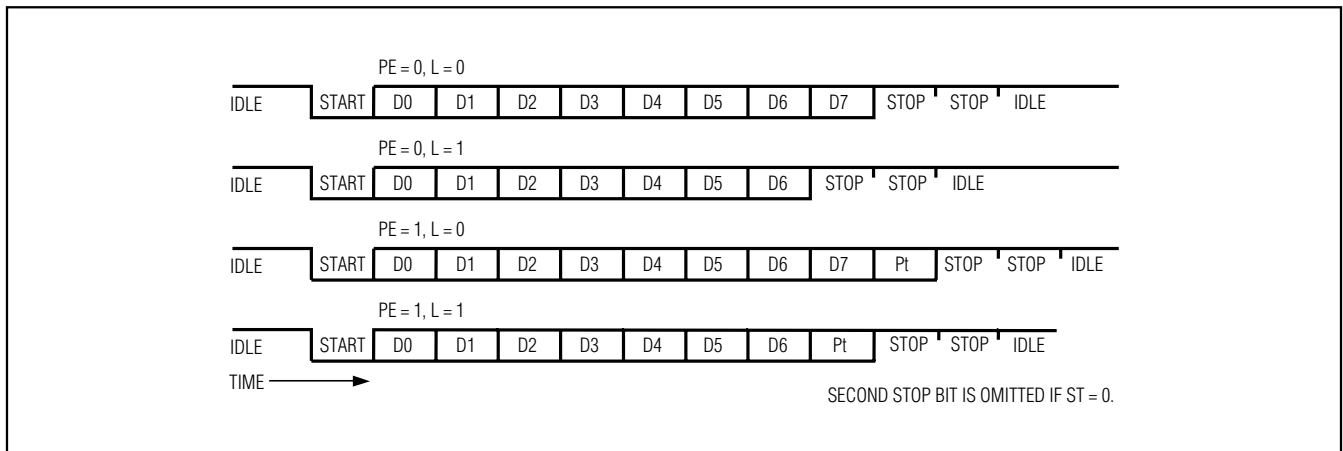 PE = 0, L = 0
IDLE START D0 D1 D2 D3 D4 D5 D6 D7 STOP STOP IDLE
PE = 0, L = 1
IDLE START D0 D1 D2 D3 D4 D5 D6 STOP STOP IDLE
PE = 1, L = 0
IDLE START D0 D1 D2 D3 D4 D5 D6 D7 Pt STOP STOP IDLE
PE = 1, L = 1
IDLE START D0 D1 D2 D3 D4 D5 D6 Pt STOP STOP IDLE
TIME
SECOND STOP BIT IS OMITTED IF ST = 0.